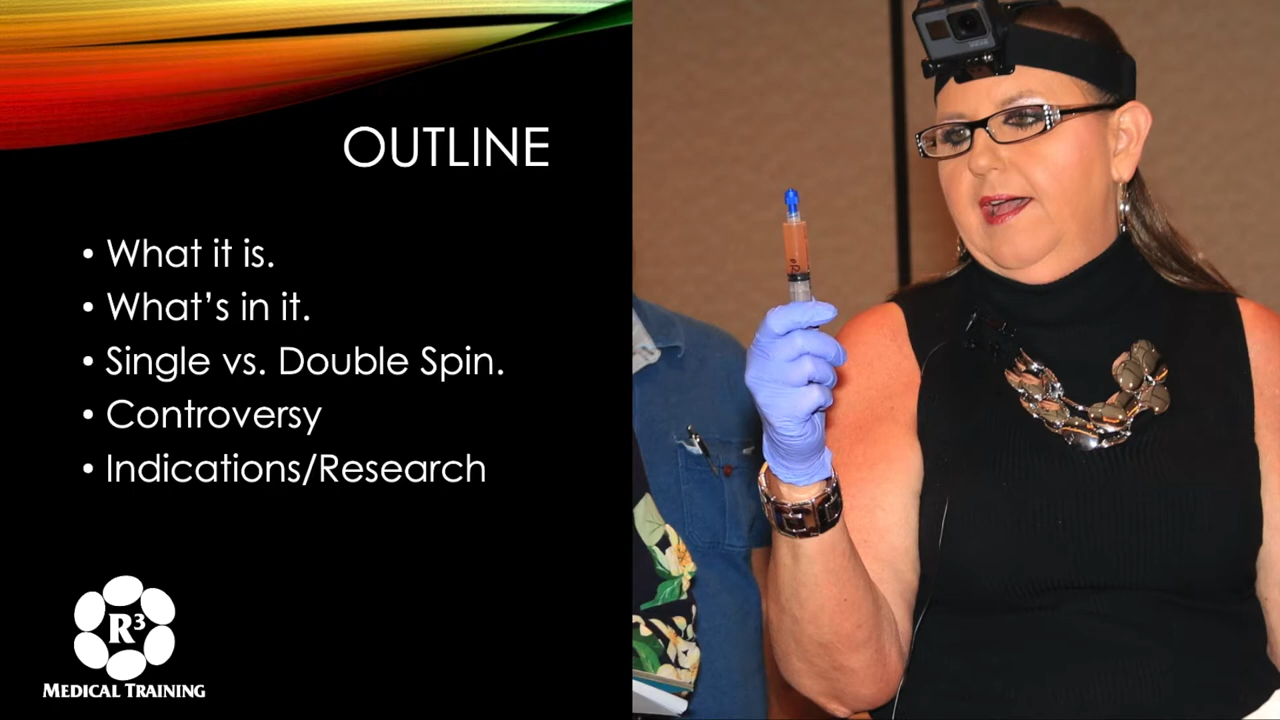 OUTLINE
• What it is.
• What's in it.
• Single vs. Double Spin.
• Controversy
• Indications/Research
R³
MEDICAL TRAINING